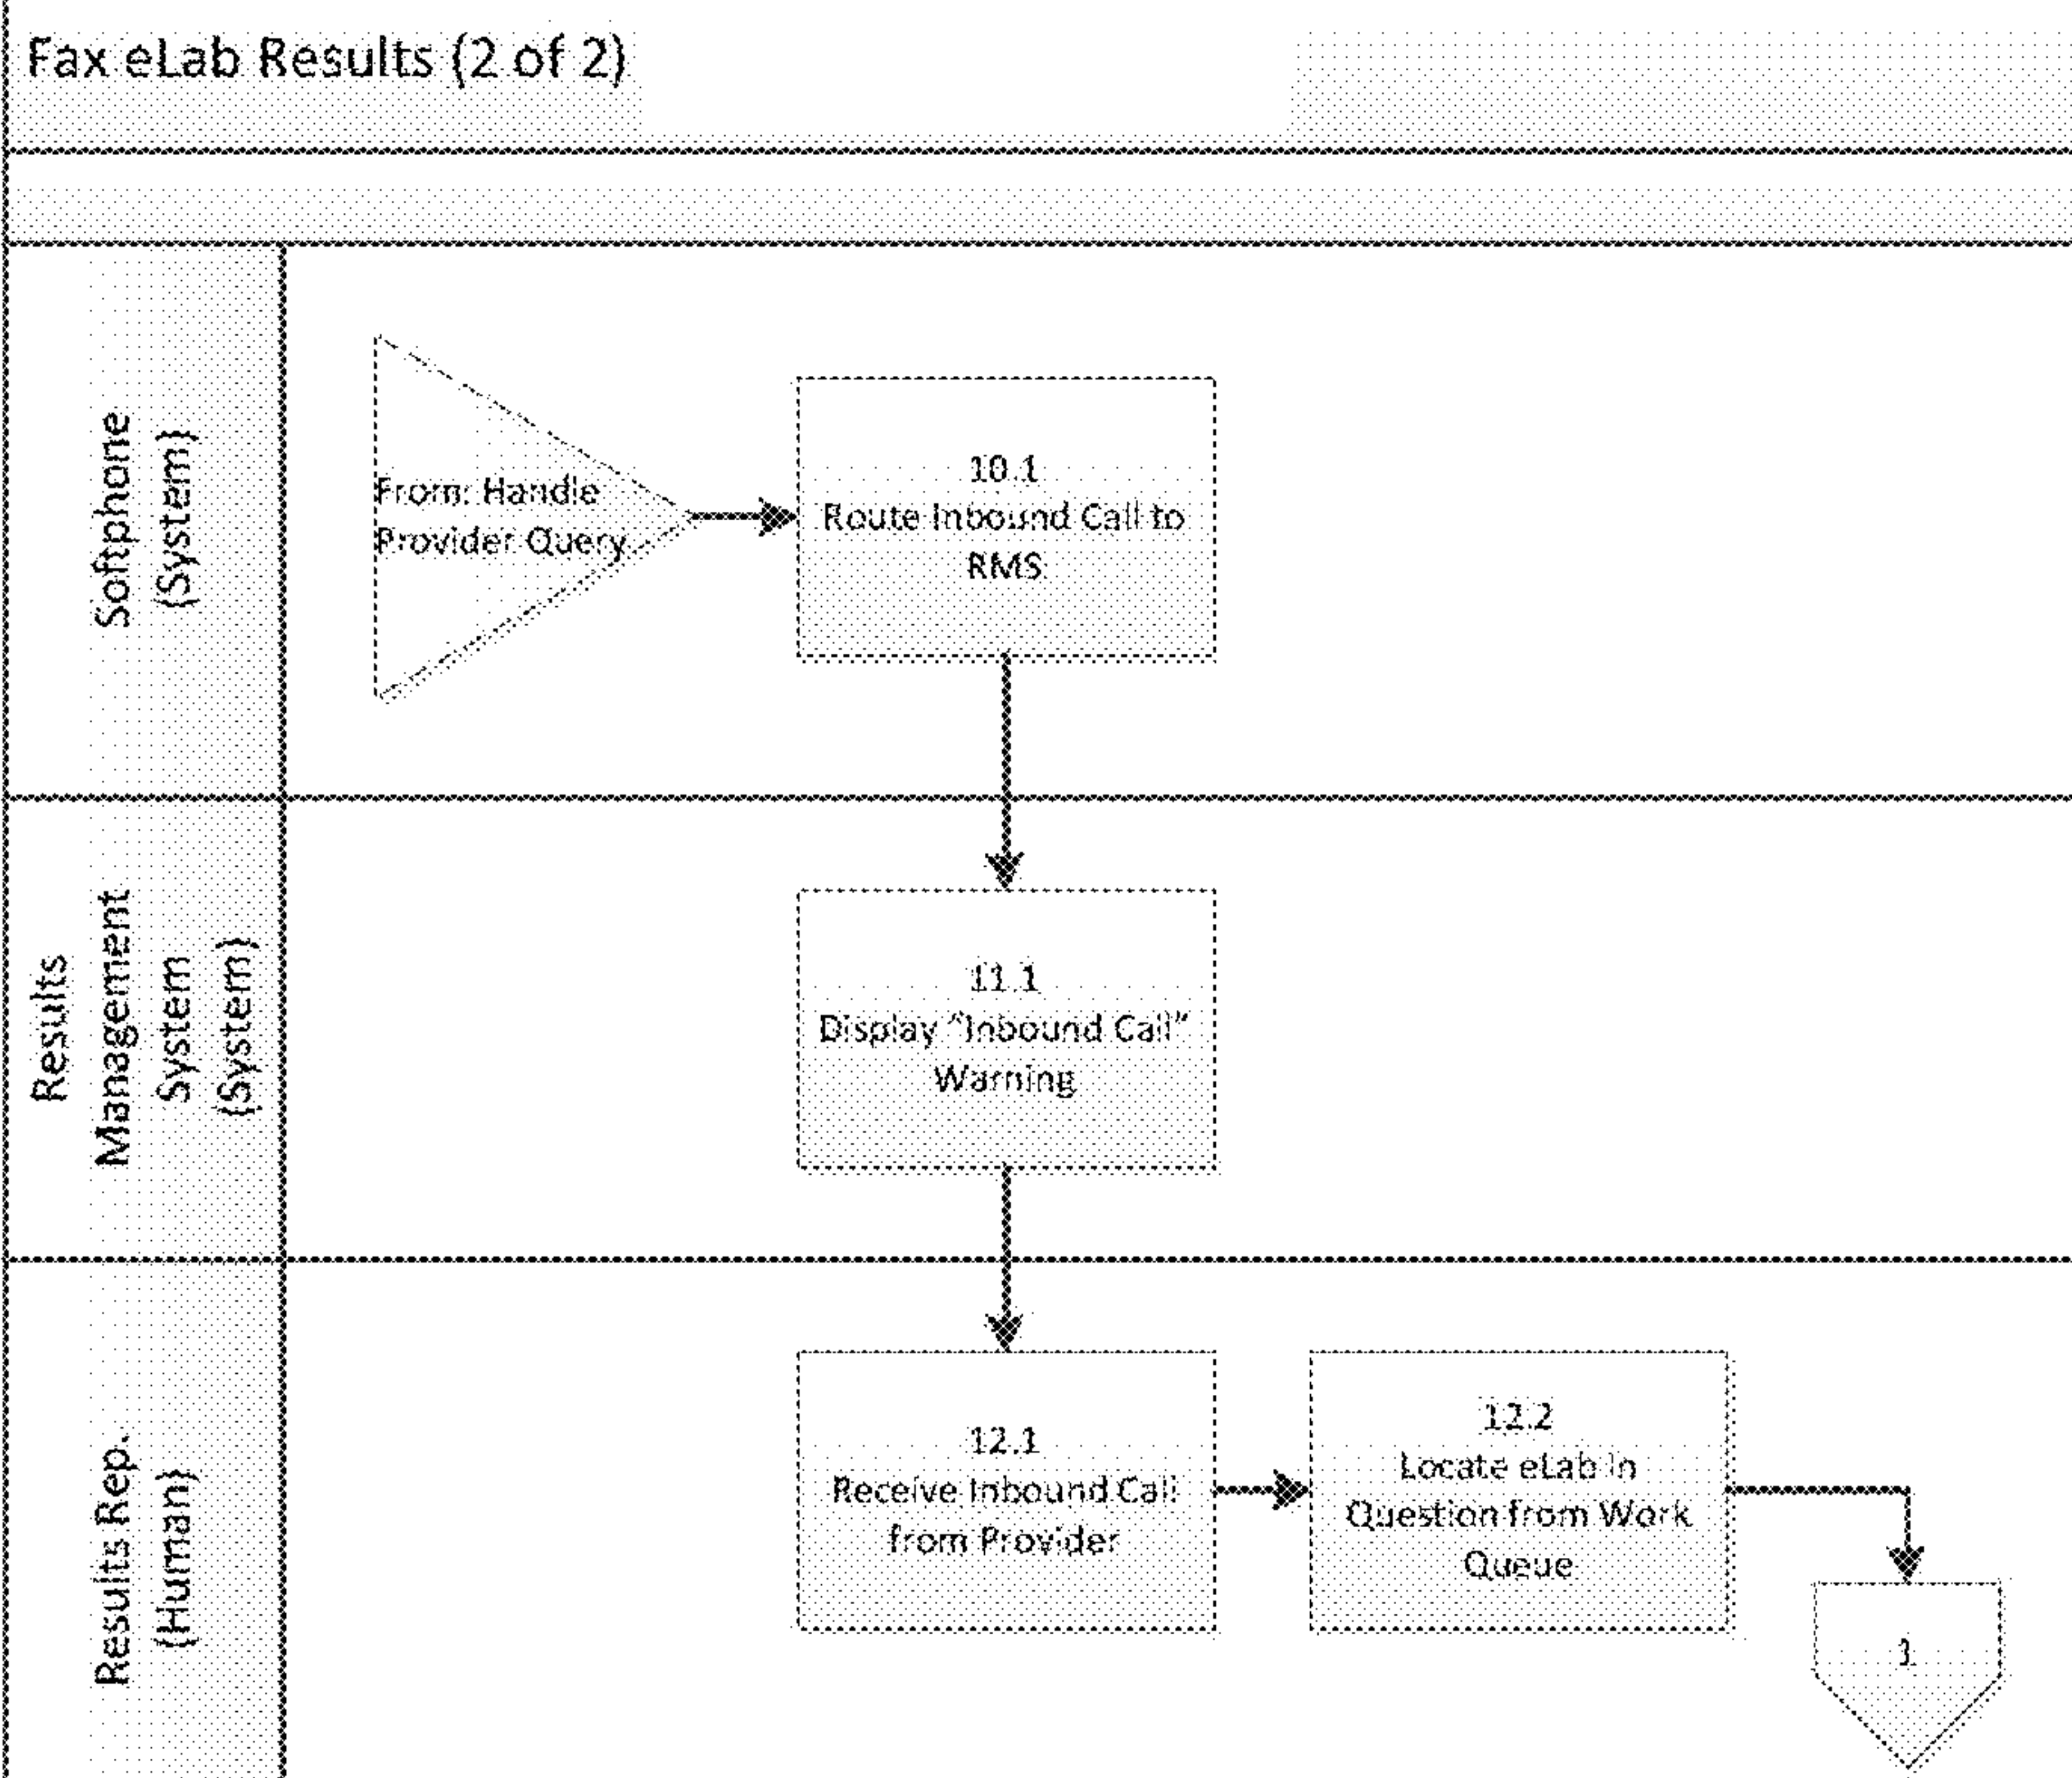 Fax eLab Results (2 of 2)
Softphone
(System)
From: Handle
Provider Query
10.1
Route Inbound Call to
RMS
Results
Management
System
(System)
11.1
Display “Inbound Call”
Warning
Results Rep.
(Human)
12.1
Receive Inbound Call
from Provider
12.2
Locate eLab in
Question from Work
Queue